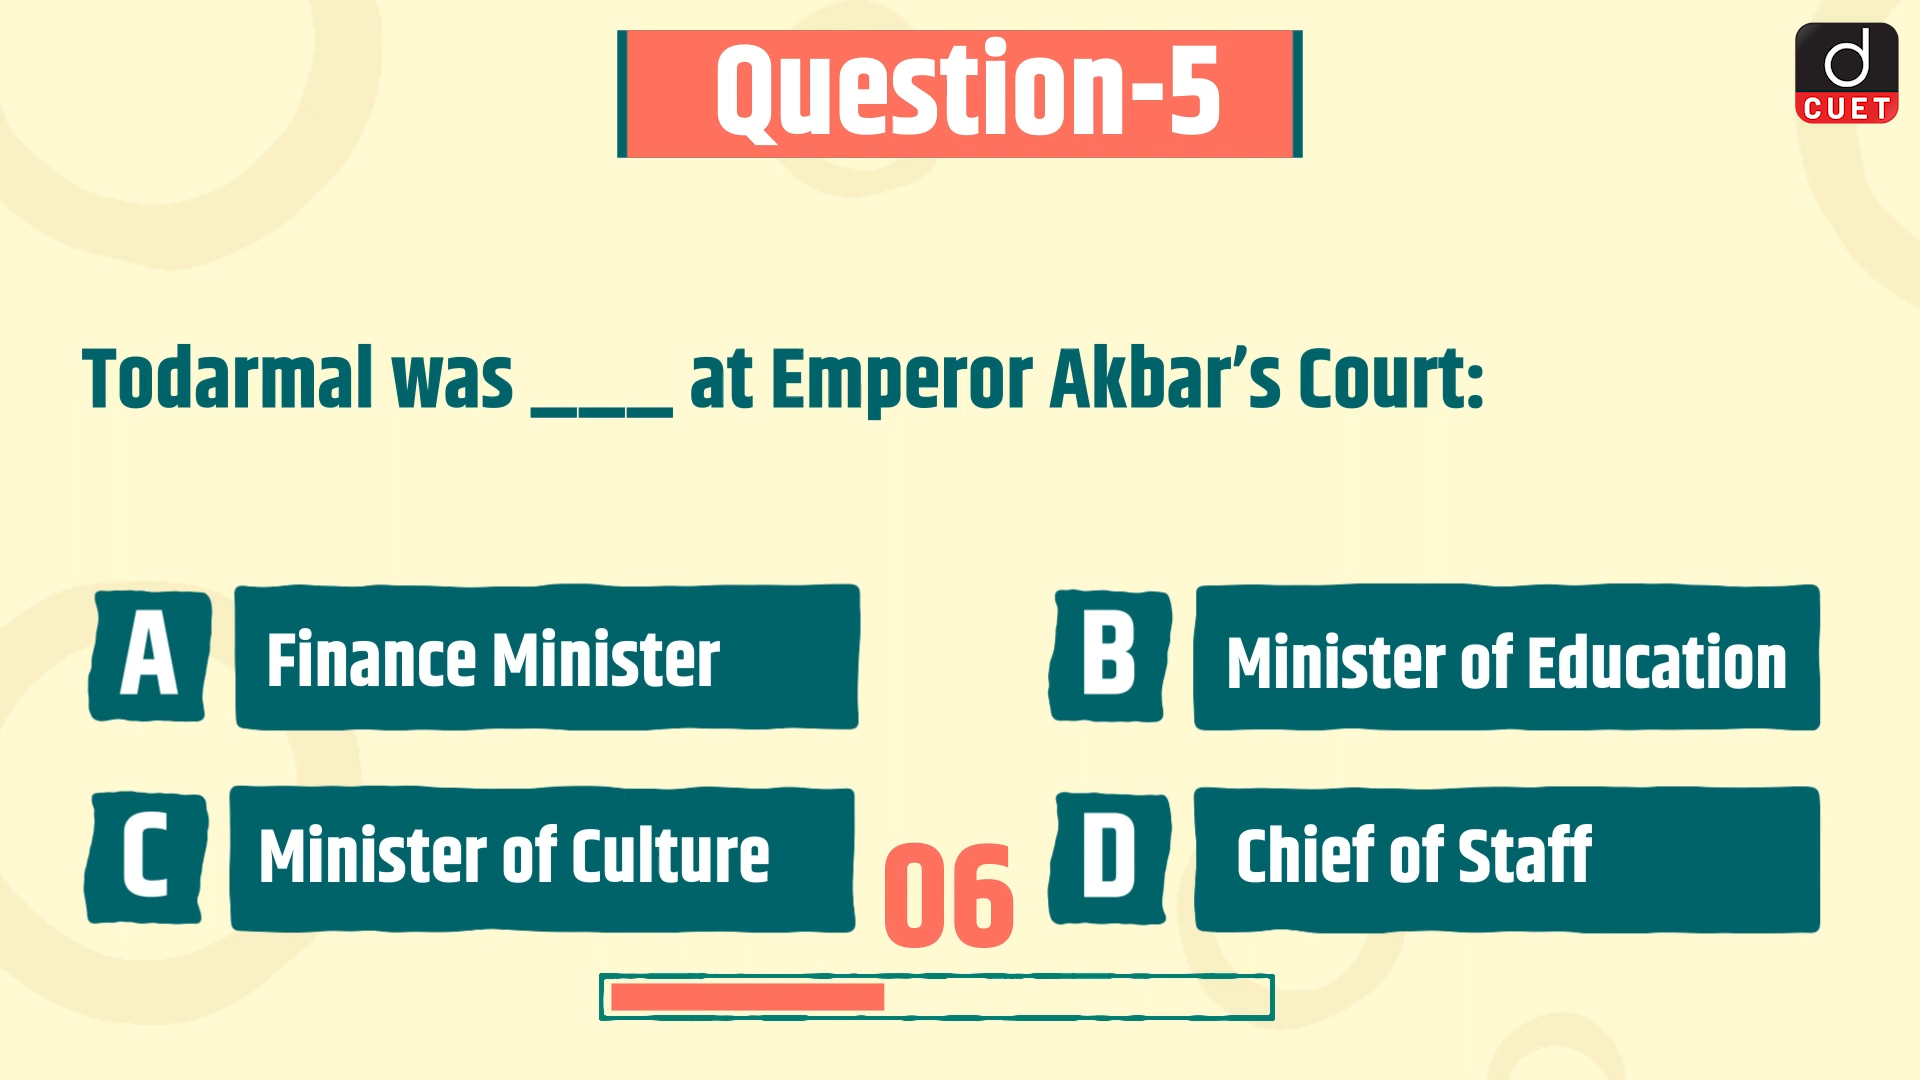 Question-5
d
CUET
Todarmal was ___ at Emperor Akbar’s Court:
A Finance Minister
B Minister of Education
C Minister of Culture
D Chief of Staff
06